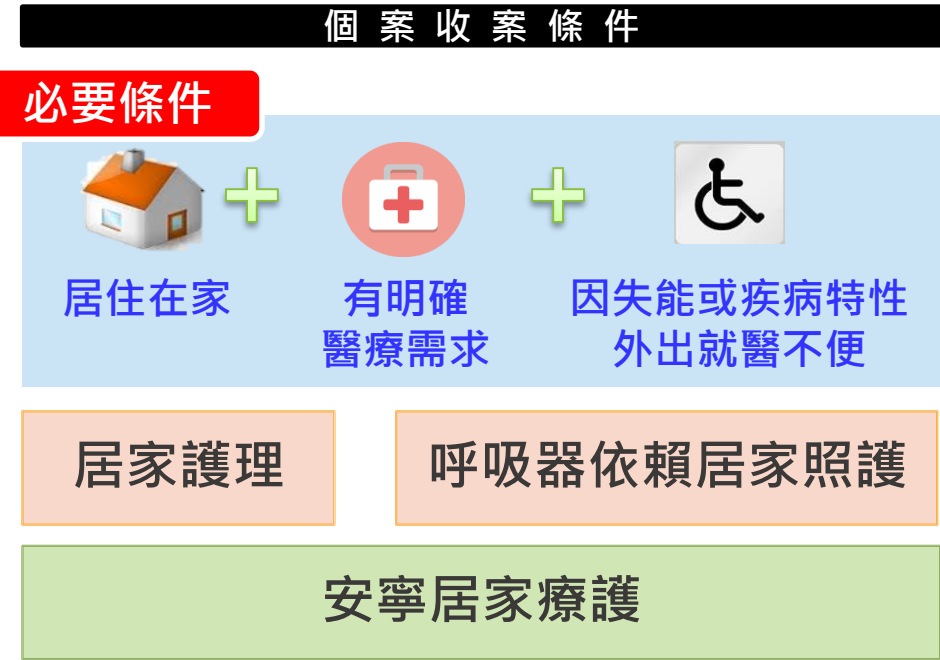 個案收案條件
必要條件
居住在家
有明確
醫療需求
因失能或疾病特性
外出就醫不便
居家護理
呼吸器依賴居家照護
安寧居家療護